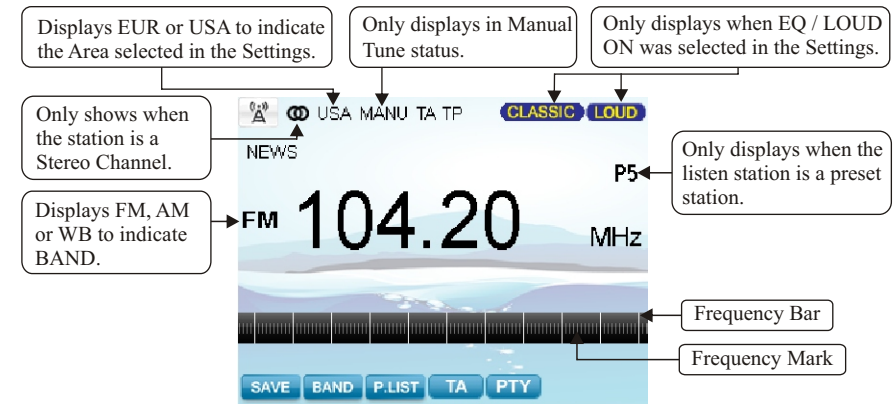 Displays EUR or USA to indicate
the Area selected in the Settings.
Only displays in Manual
Tune status.
Only displays when EQ / LOUD
ON was selected in the Settings.
Only shows when
the station is a
Stereo Channel.
USA MANU TA TP CLASSIC LOUD
NEWS
P5
Only displays when the
listen station is a preset
station.
Displays FM, AM
or WB to indicate
BAND.
FM 104.20 MHz
Frequency Bar
Frequency Mark
SAVE BAND P.LIST TA PTY